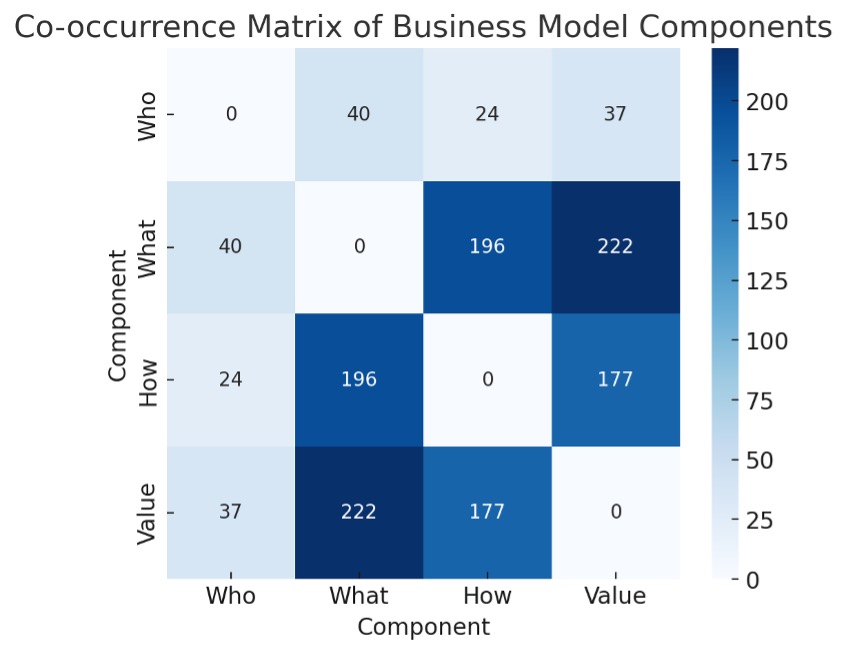 Co-occurrence Matrix of Business Model Components
Who
0 40 24 37
What
40 0 196 222
How
24 196 0 177
Value
37 222 177 0
Component
Who What How Value
Component
200
175
150
125
100
75
50
25
0